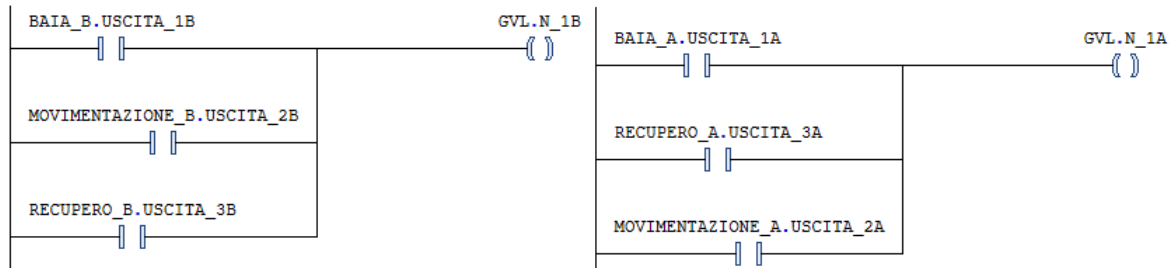 BAIA_B.USCITA_1B
GVL.N_1B
MOVIMENTAZIONE_B.USCITA_2B
RECUPERO_B.USCITA_3B
BAIA_A.USCITA_1A
GVL.N_1A
RECUPERO_A.USCITA_3A
MOVIMENTAZIONE_A.USCITA_2A